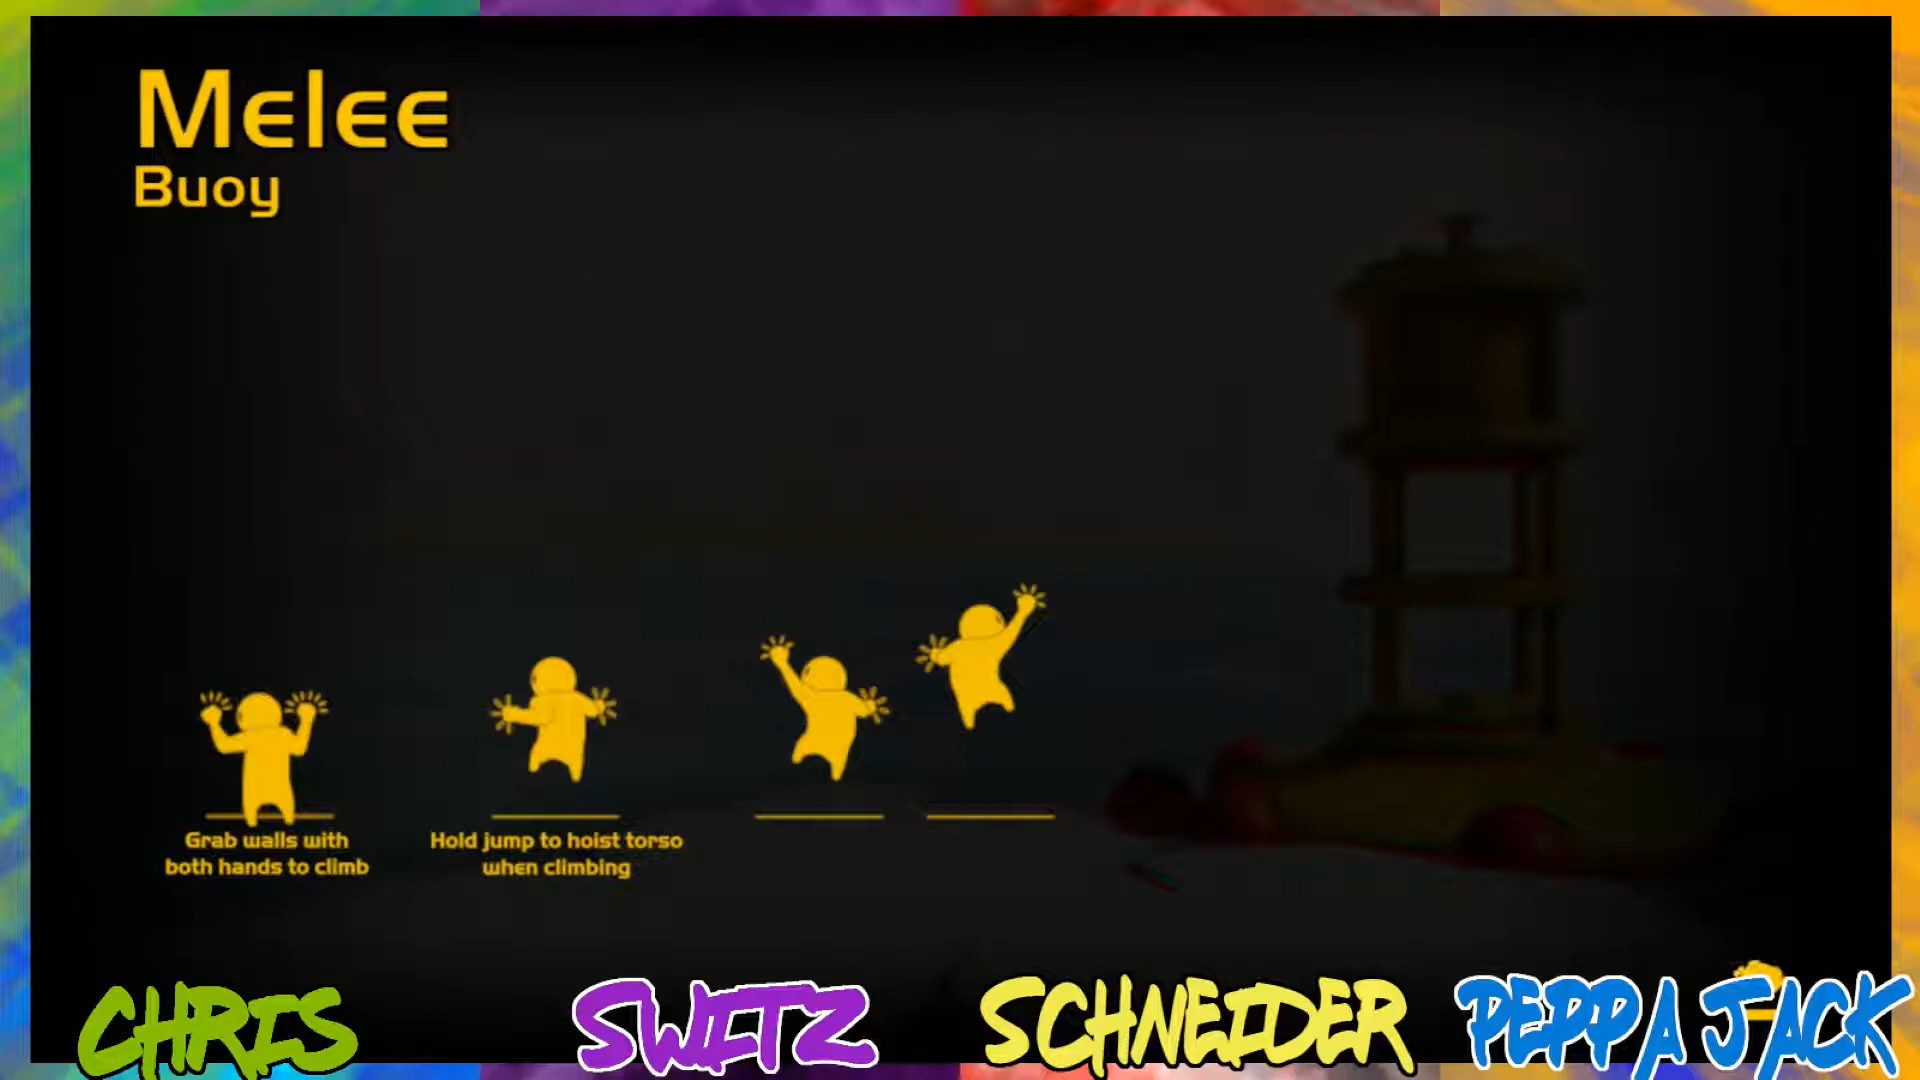 Melee
Buoy
Grab walls with
both hands to climb
Hold jump to hoist torso
when climbing
CHRIS
SWITZ
SCHNEIDER
PEPPA JACK